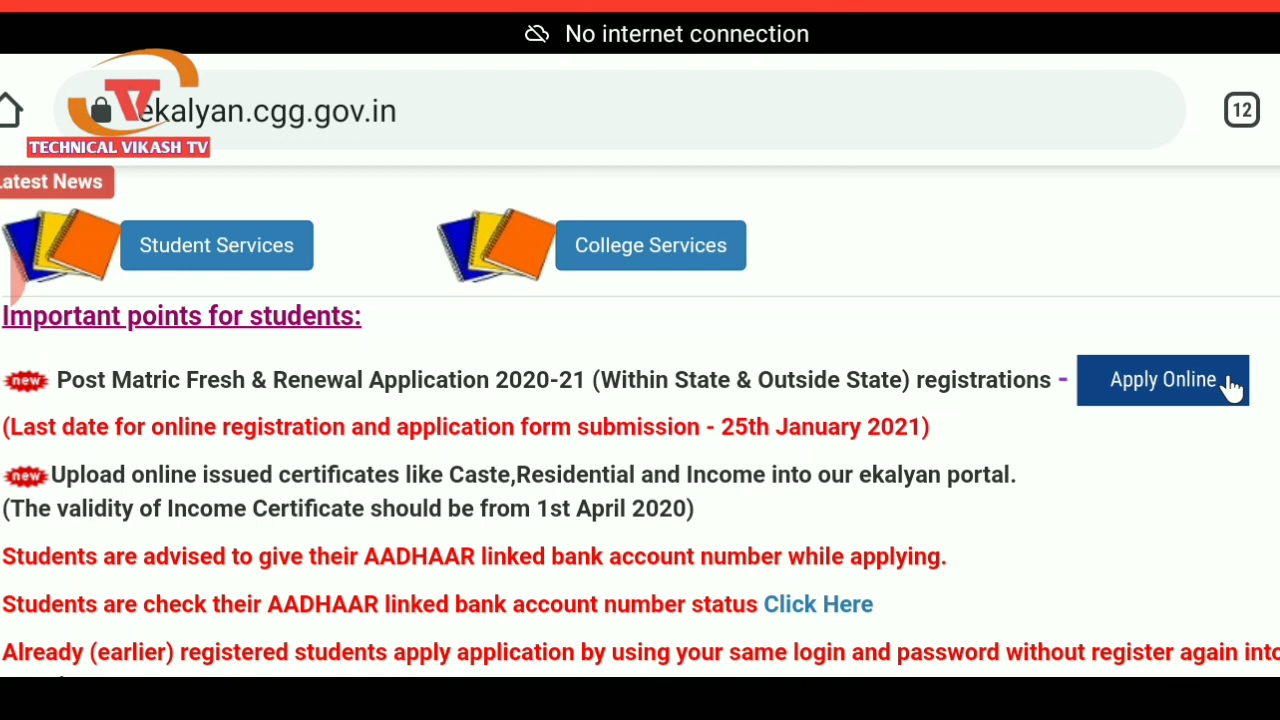 No internet connection
ekalyan.cgg.gov.in
12
TV
TECHNICAL VIKASH TV
Latest News
Student Services
College Services
Important points for students:
new Post Matric Fresh & Renewal Application 2020-21 (Within State & Outside State) registrations - Apply Online
(Last date for online registration and application form submission - 25th January 2021)
new Upload online issued certificates like Caste,Residential and Income into our ekalyan portal.
(The validity of Income Certificate should be from 1st April 2020)
Students are advised to give their AADHAAR linked bank account number while applying.
Students are check their AADHAAR linked bank account number status Click Here
Already (earlier) registered students apply application by using your same login and password without register again into